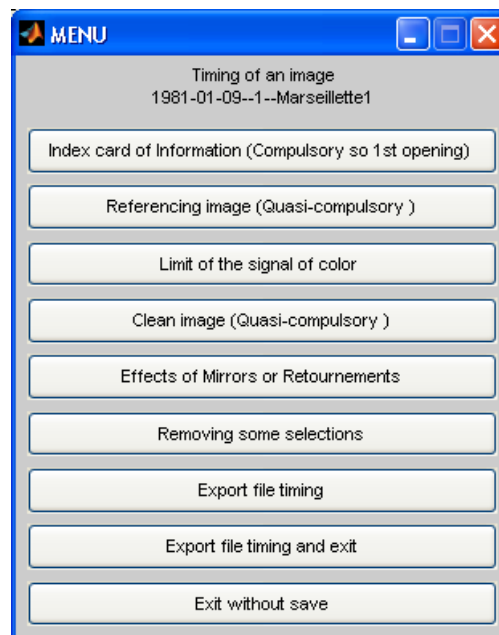 MENU
Timing of an image
1981-01-09--1--Marseillette1
Index card of Information (Compulsory so 1st opening)
Referencing image (Quasi-compulsory )
Limit of the signal of color
Clean image (Quasi-compulsory )
Effects of Mirrors or Retournements
Removing some selections
Export file timing
Export file timing and exit
Exit without save